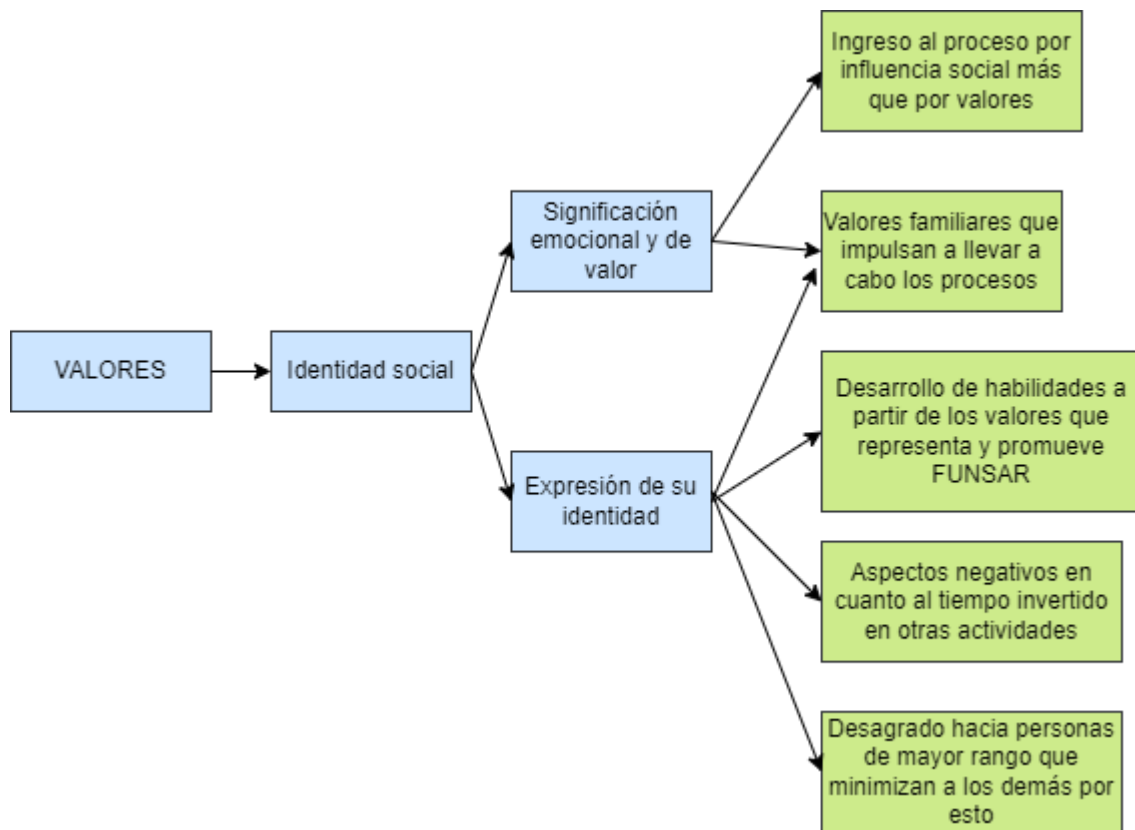 VALORES
Identidad social
Significación
emocional y de
valor
Expresión de su
identidad
Ingreso al proceso por
influencia social más
que por valores
Valores familiares que
impulsan a llevar a
cabo los procesos
Desarrollo de habilidades a
partir de los valores que
representa y promueve
FUNSAR
Aspectos negativos en
cuanto al tiempo invertido
en otras actividades
Desagrado hacia personas
de mayor rango que
minimizan a los demás por
esto